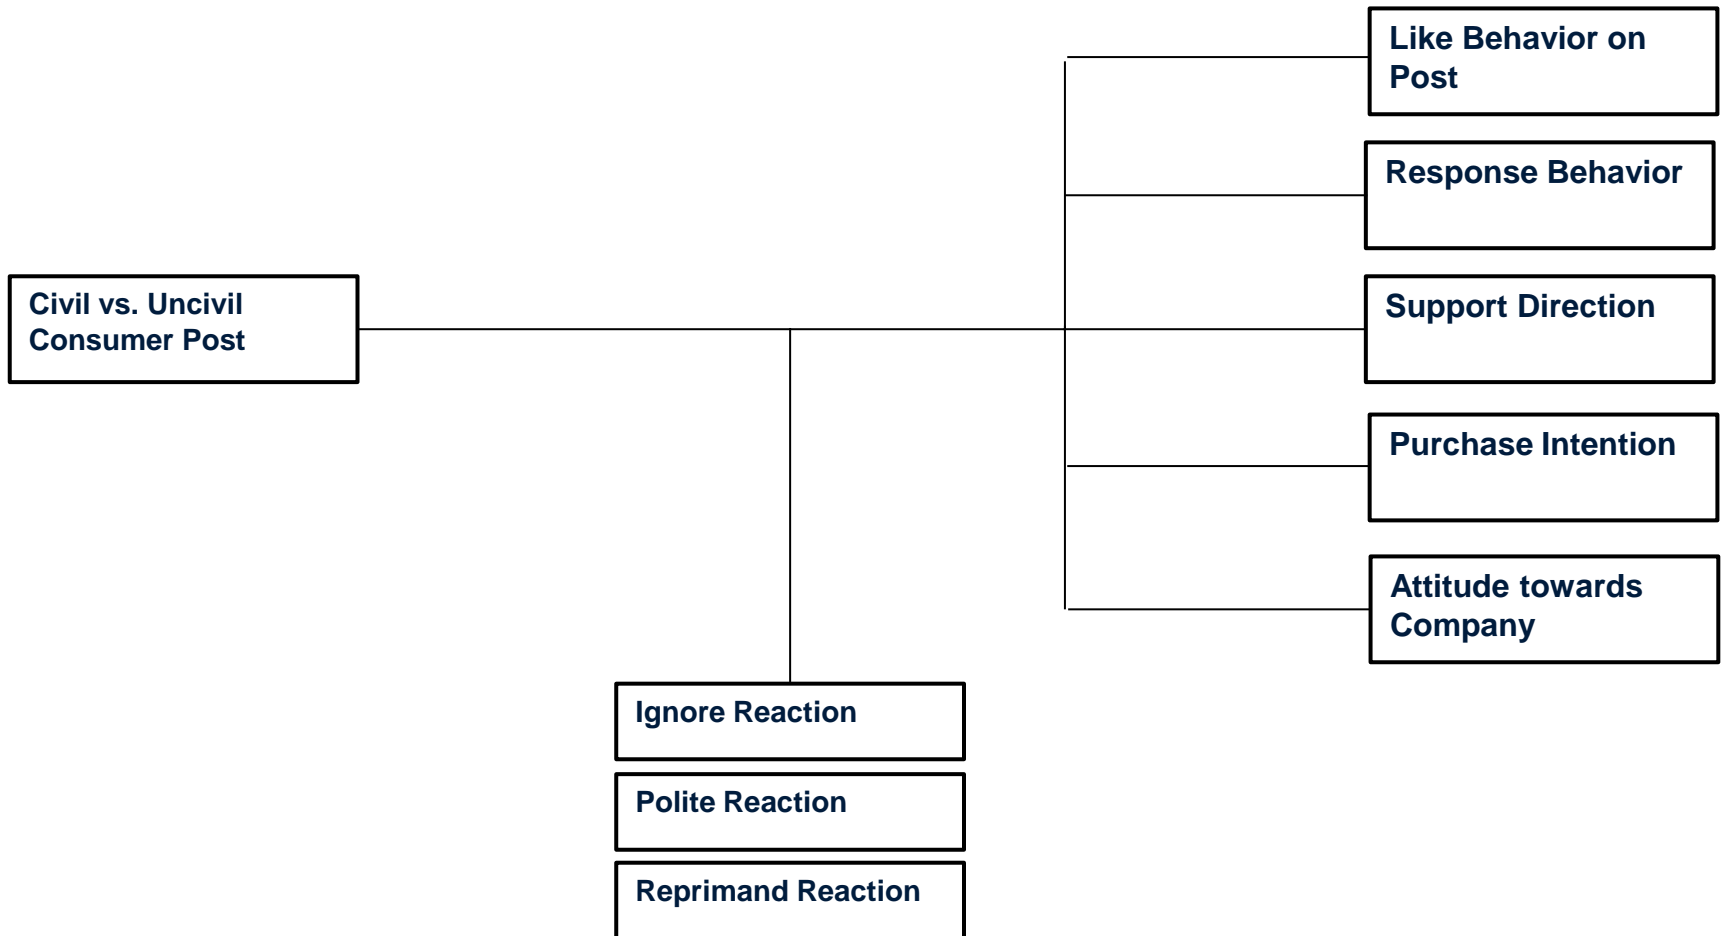 Like Behavior on
Post
Response Behavior
Civil vs. Uncivil
Consumer Post
Support Direction
Purchase Intention
Attitude towards
Company
Ignore Reaction
Polite Reaction
Reprimand Reaction